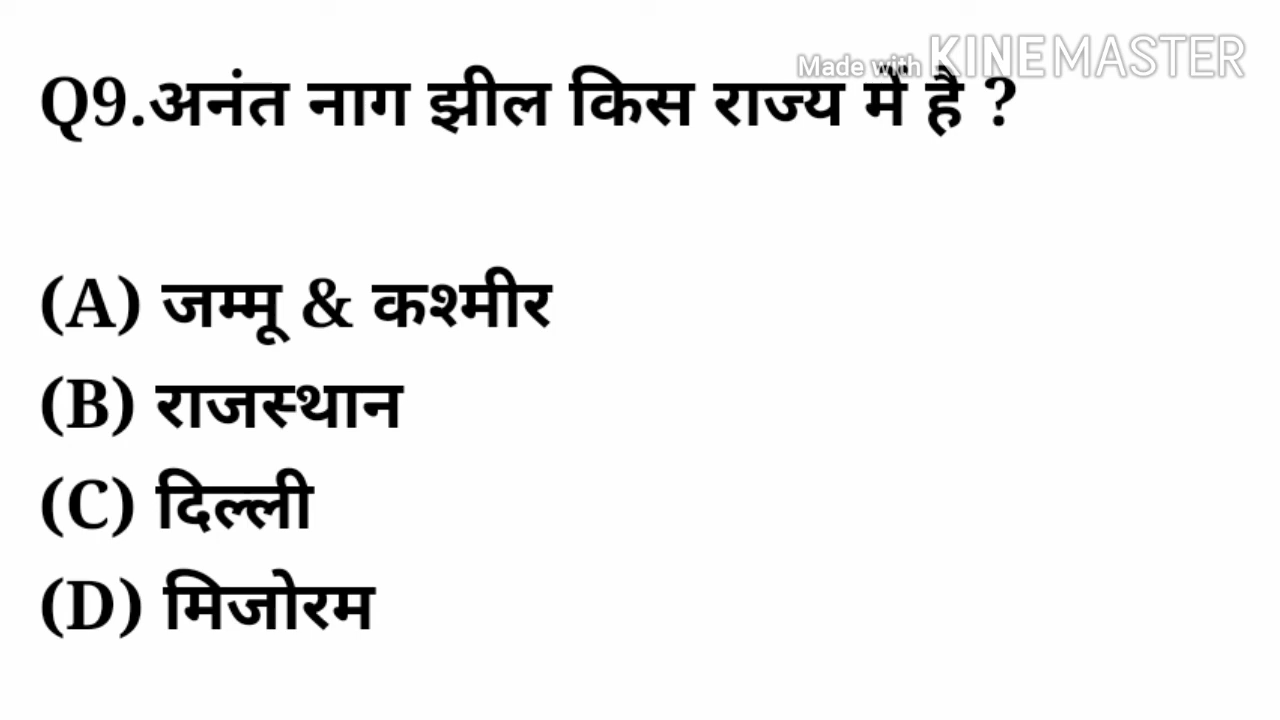 Made with KINEMASTER
Q9.अनंत नाग झील किस राज्य में है ?
(A) जम्मू & कश्मीर
(B) राजस्थान
(C) दिल्ली
(D) मिजोरम